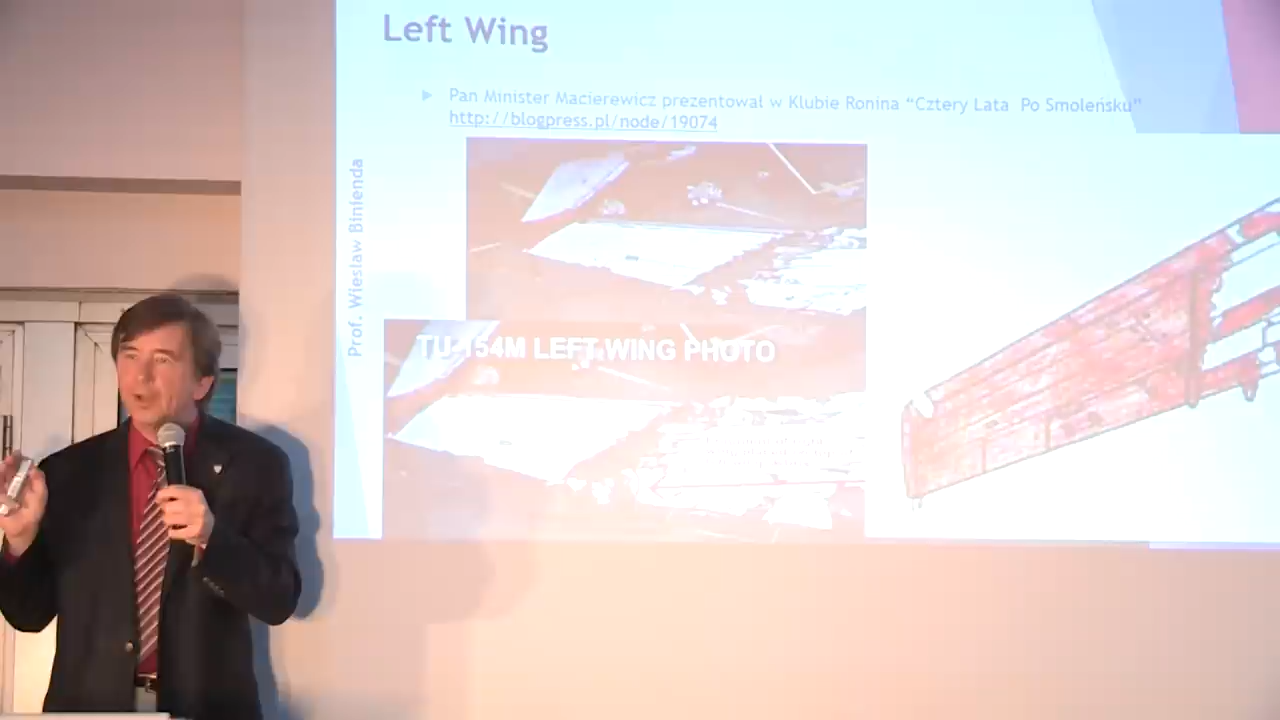 Left Wing
Pan Minister Macierewicz prezentował w Klubie Ronina “Cztery Lata Po Smoleńsku”
http://blogpress.pl/node/19074
Prof. Wiesław Binienda
TU-154M LEFT WING PHOTO